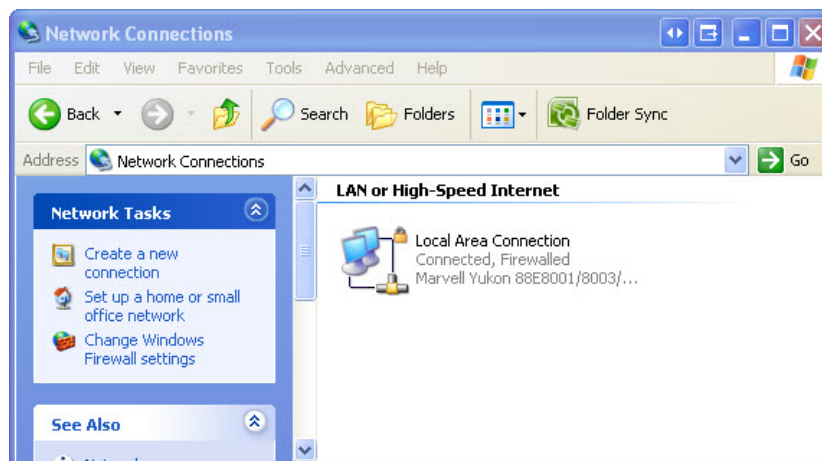 Network Connections
File Edit View Favorites Tools Advanced Help
Back Search Folders Folder Sync
Address Network Connections Go
Network Tasks
Create a new
connection
Set up a home or small
office network
Change Windows
Firewall settings
See Also
LAN or High-Speed Internet
Local Area Connection
Connected, Firewalled
Marvell Yukon 88E8001/8003/...